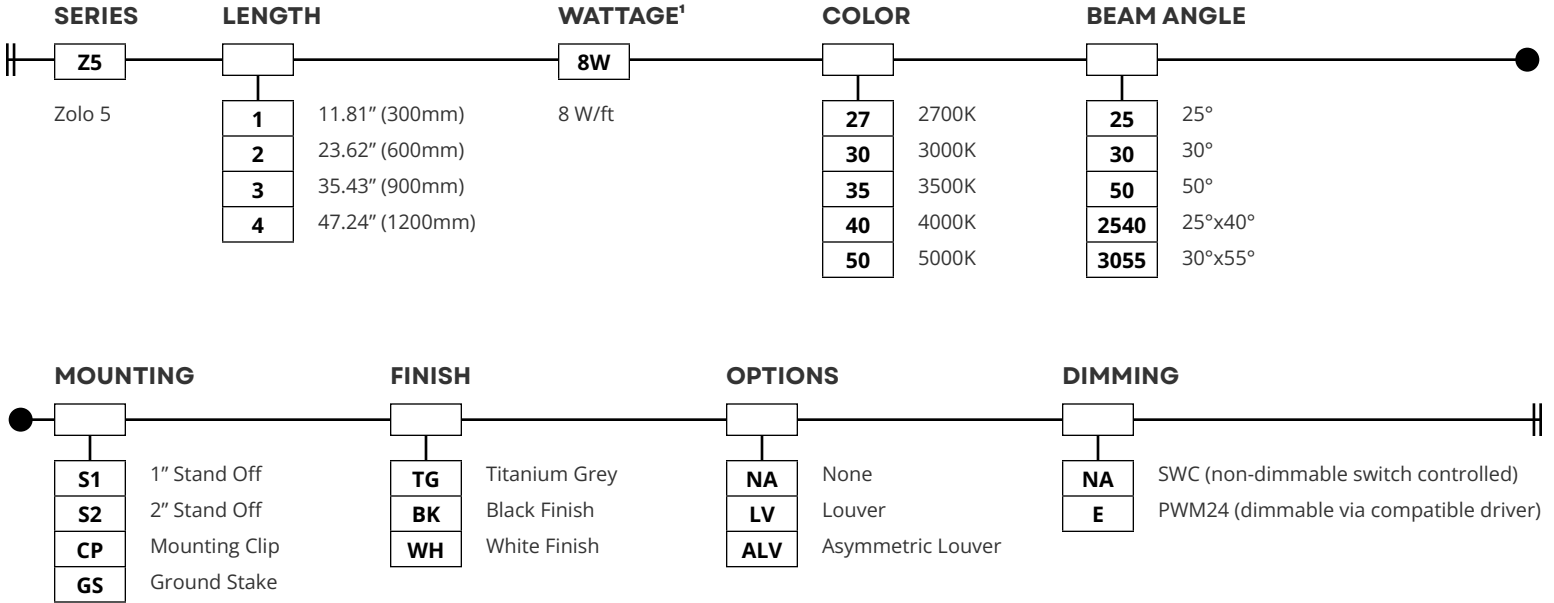 SERIES LENGTH WATTAGE¹ COLOR BEAM ANGLE
Z5 8W
Zolo 5 1 11.81” (300mm) 8 W/ft 27 2700K 25 25°
2 23.62” (600mm) 30 3000K 30 30°
3 35.43” (900mm) 35 3500K 50 50°
4 47.24” (1200mm) 40 4000K 2540 25°x40°
50 5000K 3055 30°x55°
MOUNTING FINISH OPTIONS DIMMING
S1 1” Stand Off TG Titanium Grey NA None NA SWC (non-dimmable switch controlled)
S2 2” Stand Off BK Black Finish LV Louver E PWM24 (dimmable via compatible driver)
CP Mounting Clip WH White Finish ALV Asymmetric Louver
GS Ground Stake